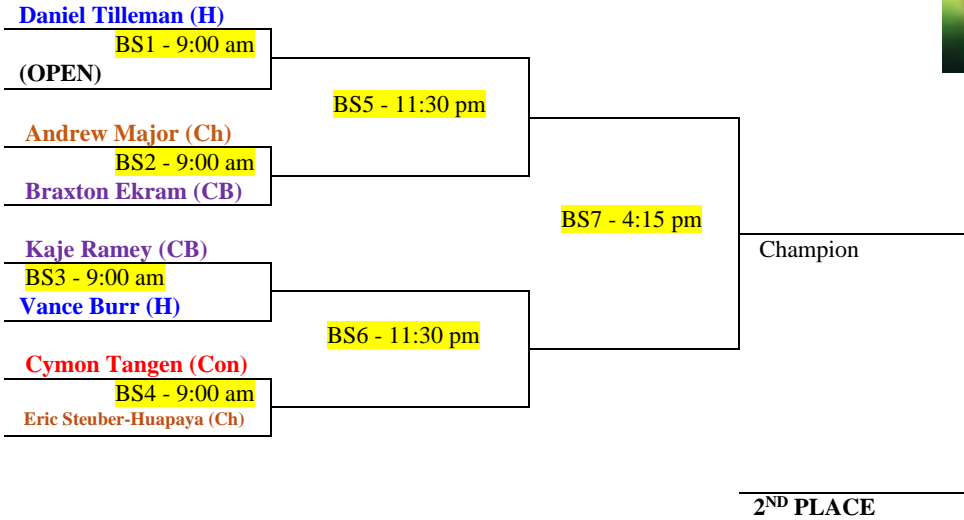 Daniel Tilleman (H)
BS1 - 9:00 am
(OPEN)
BS5 - 11:30 pm
Andrew Major (Ch)
BS2 - 9:00 am
Braxton Ekram (CB)
BS7 - 4:15 pm
Kaje Ramey (CB)
Champion
BS3 - 9:00 am
Vance Burr (H)
BS6 - 11:30 pm
Cymon Tangen (Con)
BS4 - 9:00 am
Eric Steuber-Huapaya (Ch)
2ND PLACE